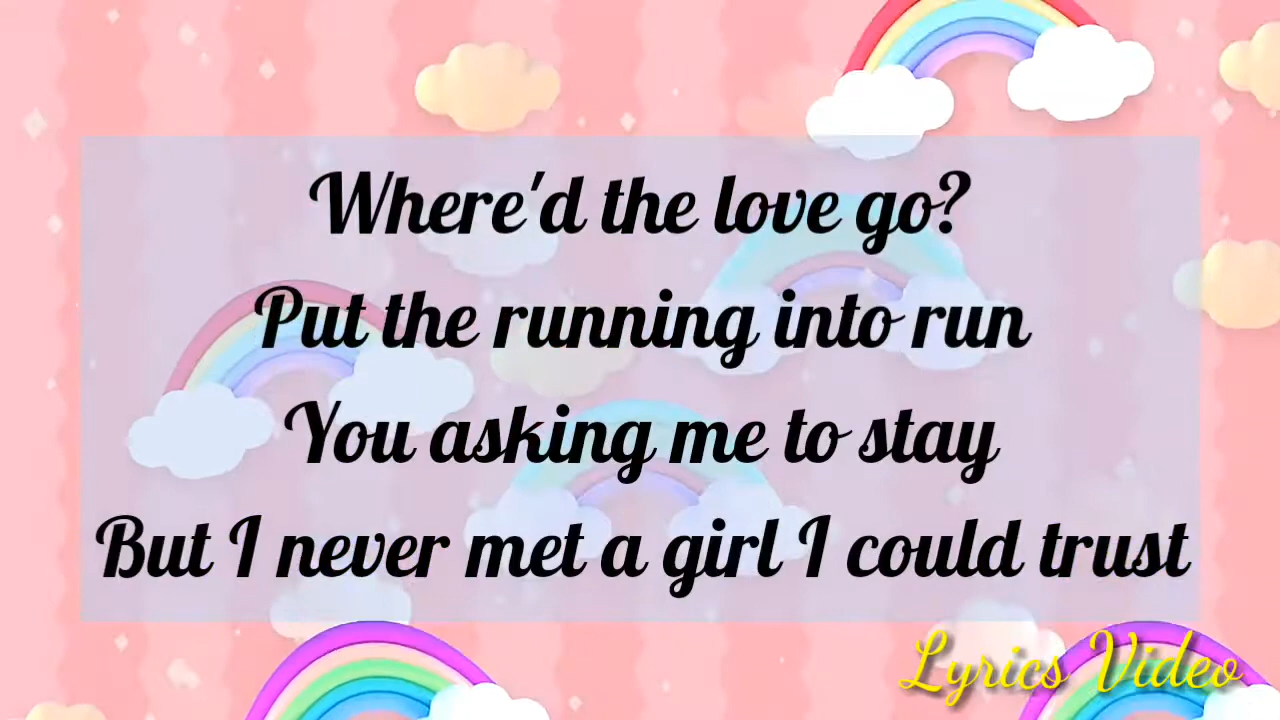 Where'd the love go?
Put the running into run
You asking me to stay
But I never met a girl I could trust
Lyrics Video